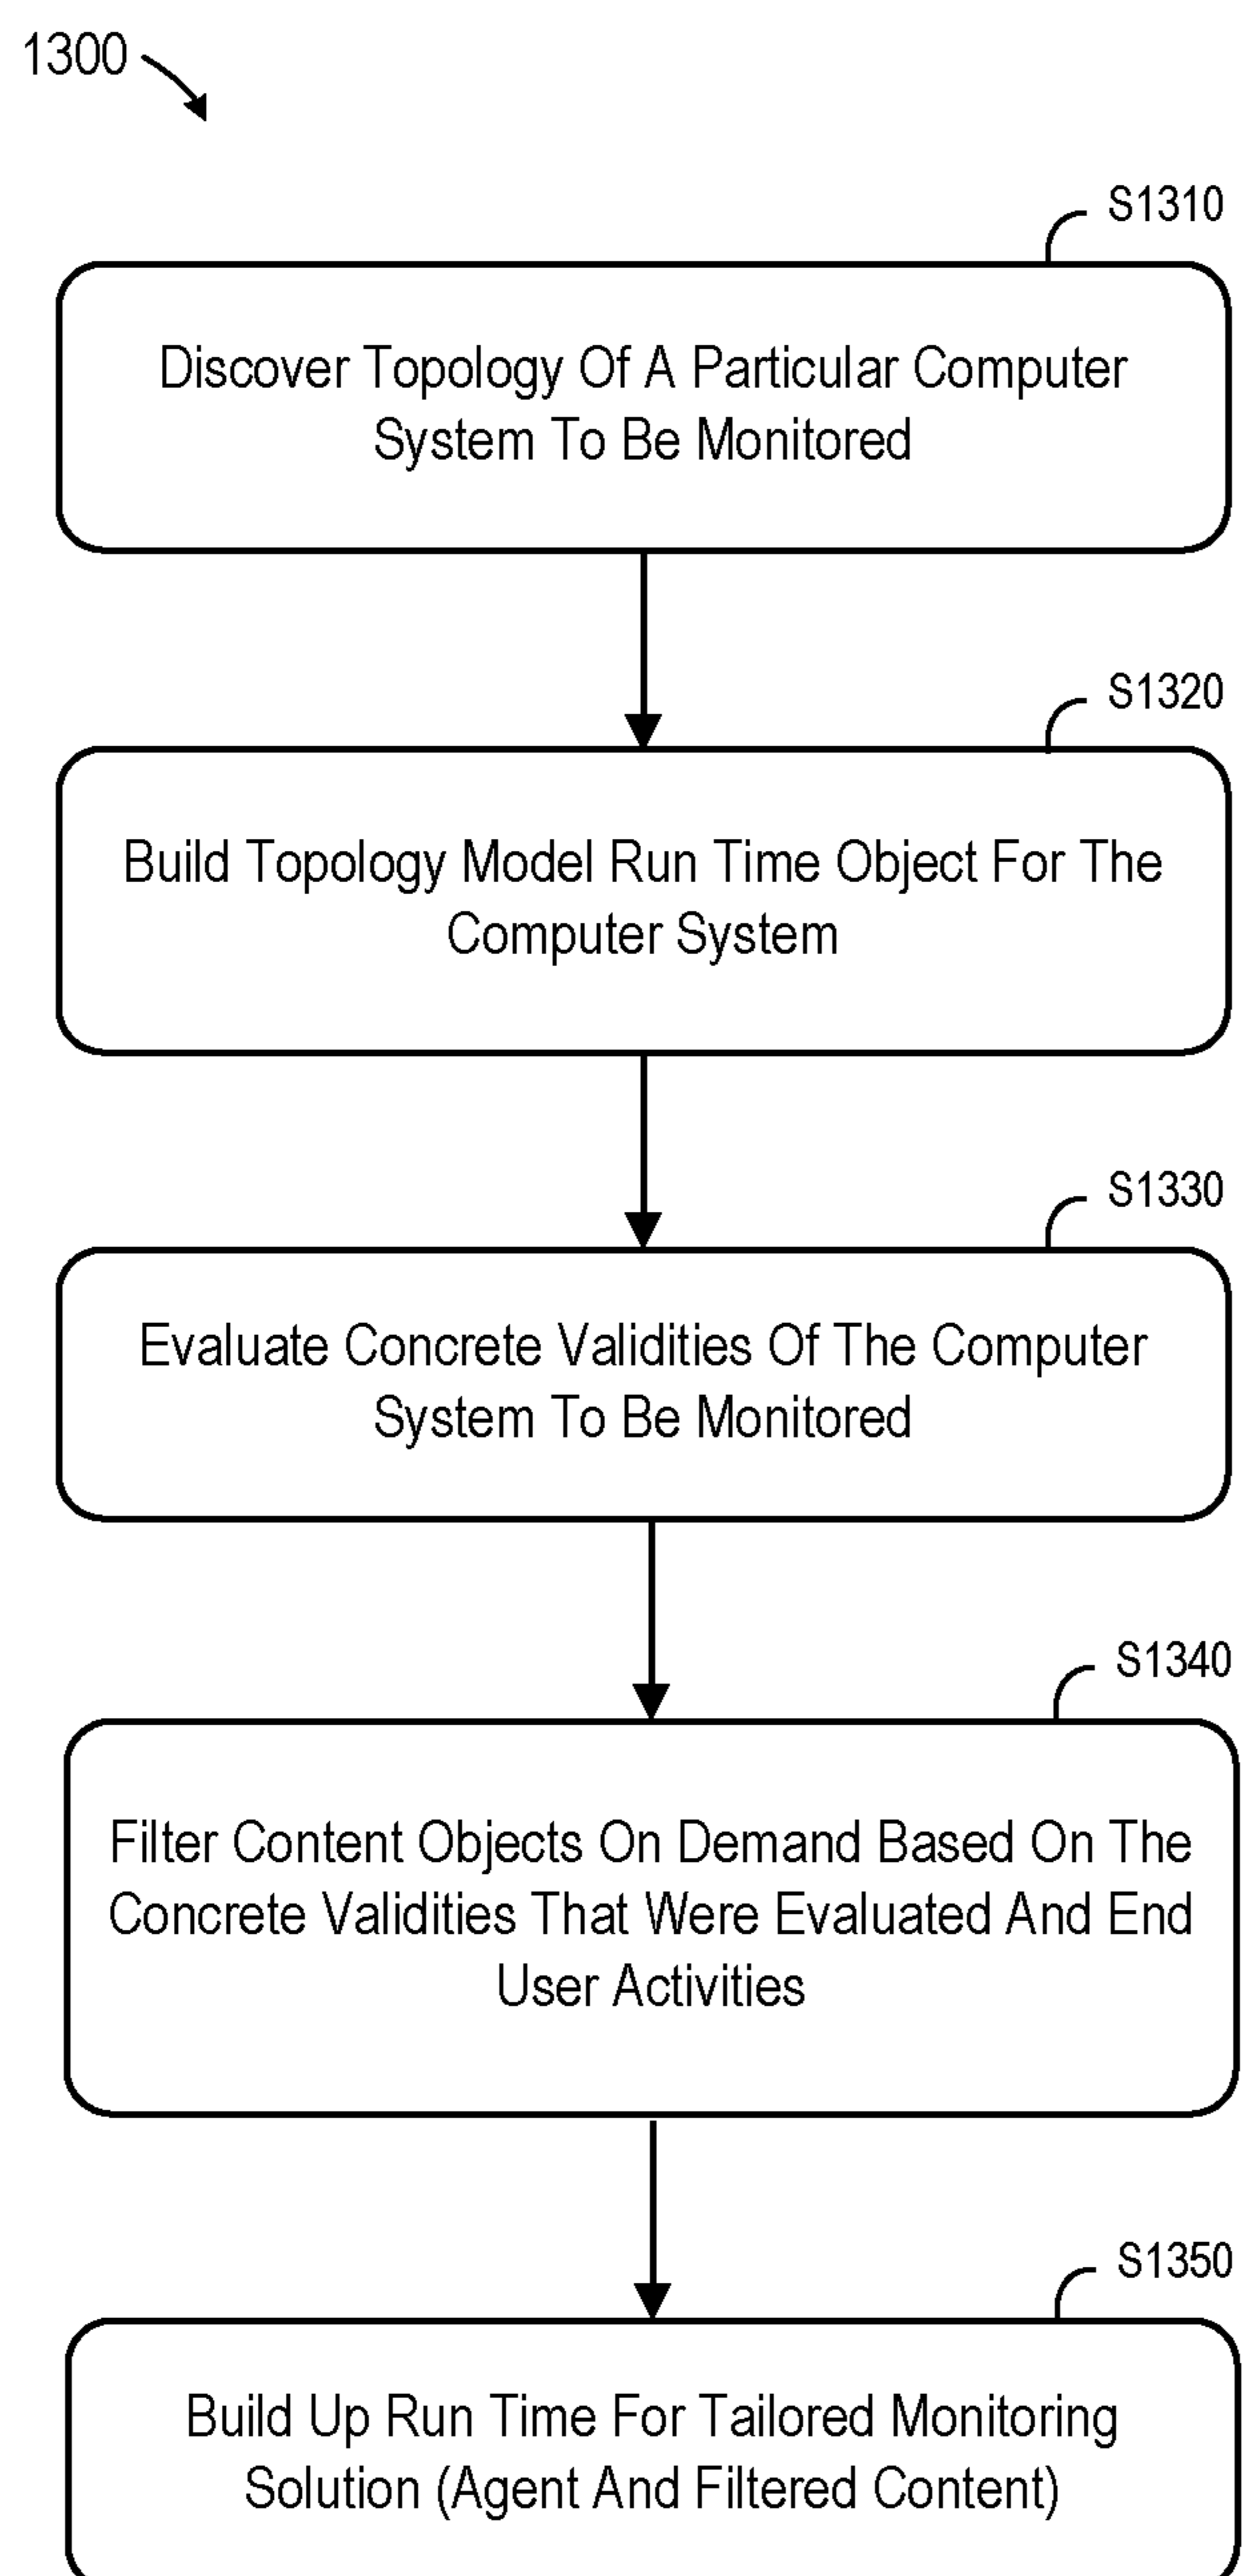 1300
S1310
Discover Topology Of A Particular Computer
System To Be Monitored
S1320
Build Topology Model Run Time Object For The
Computer System
S1330
Evaluate Concrete Validities Of The Computer
System To Be Monitored
S1340
Filter Content Objects On Demand Based On The
Concrete Validities That Were Evaluated And End
User Activities
S1350
Build Up Run Time For Tailored Monitoring
Solution (Agent And Filtered Content)